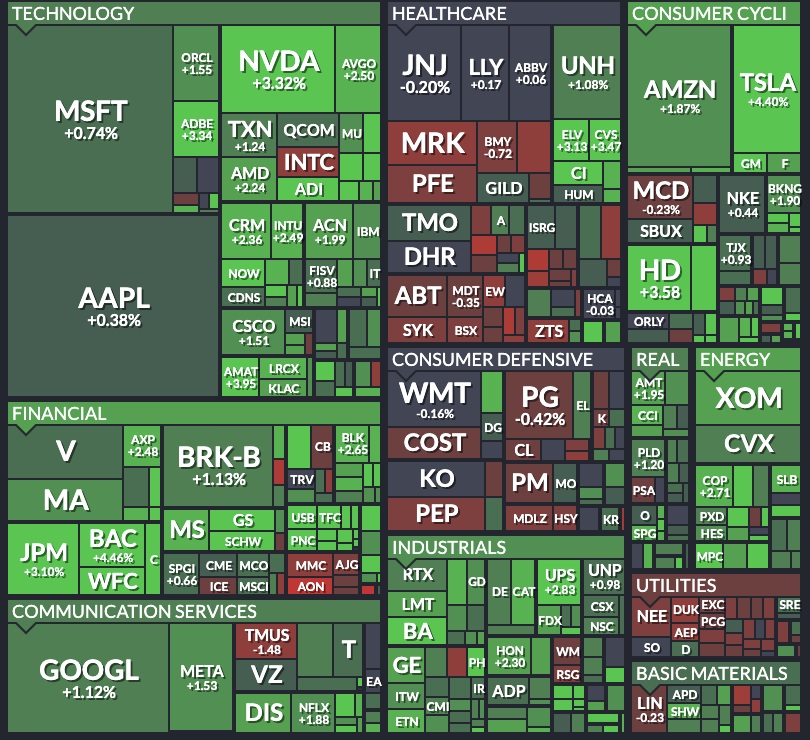 TECHNOLOGY
MSFT
+0.74%
ORCL
+1.55
ADBE
+3.34
NVDA
+3.32%
AVGO
+2.50
TXN
+1.24
QCOM
MU
AMD
+2.24
INTC
ADI
AAPL
+0.38%
CRM
+2.36
INTU
+2.49
ACN
+1.99
IBM
NOW
FISV
+0.88
IT
CDNS
CSCO
+1.51
MSI
AMAT
+3.95
LRCX
KLAC
FINANCIAL
V
MA
AXP
+2.48
BRK-B
+1.13%
CB
TRV
BLK
+2.65
JPM
+3.10%
BAC
+4.46%
WFC
C
MS
GS
SCHW
USB
TFC
PNC
SPGI
+0.66
CME
MCO
ICE
MSCI
MMC
AJG
AON
COMMUNICATION SERVICES
GOOGL
+1.12%
META
+1.53
TMUS
-1.48
VZ
T
EA
DIS
NFLX
+1.88
HEALTHCARE
JNJ
-0.20%
LLY
+0.17
ABBV
+0.06
UNH
+1.08%
MRK
PFE
BMY
-0.72
GILD
ELV
+3.13
CVS
+3.47
CI
HUM
TMO
DHR
A
ISRG
ABT
MDT
-0.35
EW
SYK
BSX
HCA
-0.03
ZTS
CONSUMER DEFENSIVE
WMT
-0.16%
COST
DG
PG
-0.42%
EL
K
CL
KO
PEP
PM
MO
MDLZ
HSY
KR
INDUSTRIALS
RTX
LMT
BA
GD
DE
CAT
UPS
+2.83
FDX
UNP
+0.98
CSX
NSC
GE
PH
HON
+2.30
WM
RSG
ITW
IR
ADP
CMI
ETN
CONSUMER CYCLI
AMZN
+1.87%
TSLA
+4.40%
GM
F
MCD
-0.23%
SBUX
NKE
+0.44
BKNG
+1.90
HD
+3.58
TJX
+0.93
ORLY
REAL
AMT
+1.95
CCI
PLD
+1.20
PSA
O
SPG
ENERGY
XOM
CVX
COP
+2.71
SLB
PXD
HES
MPC
UTILITIES
NEE
DUK
EXC
SRE
PCG
AEP
SO
D
BASIC MATERIALS
LIN
-0.23
APD
SHW